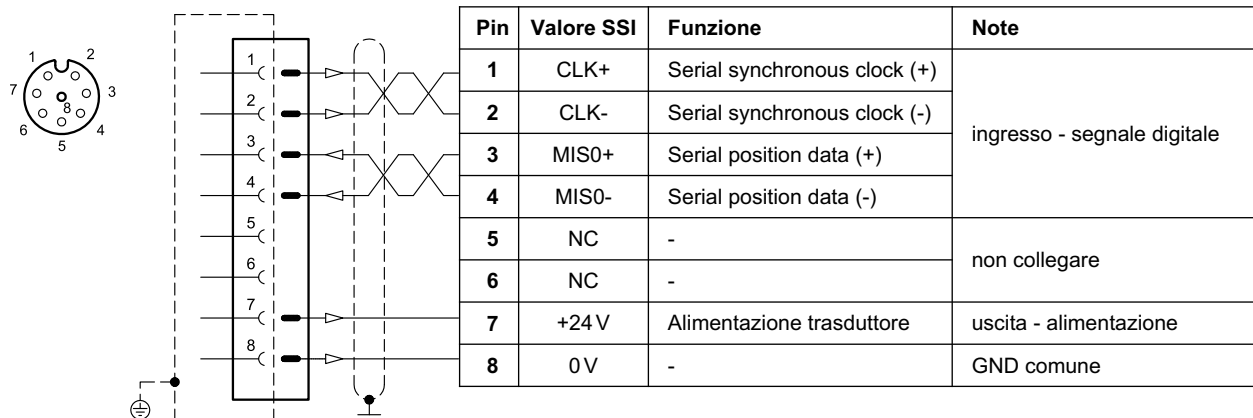 1 2
7 3
8
6 4
5
1
2
3
4
5
6
7
8
Pin Valore SSI Funzione Note
1 CLK+ Serial synchronous clock (+)
2 CLK- Serial synchronous clock (-)
ingresso - segnale digitale
3 MIS0+ Serial position data (+)
4 MIS0- Serial position data (-)
5 NC -
non collegare
6 NC -
7 +24 V Alimentazione trasduttore uscita - alimentazione
8 0 V - GND comune